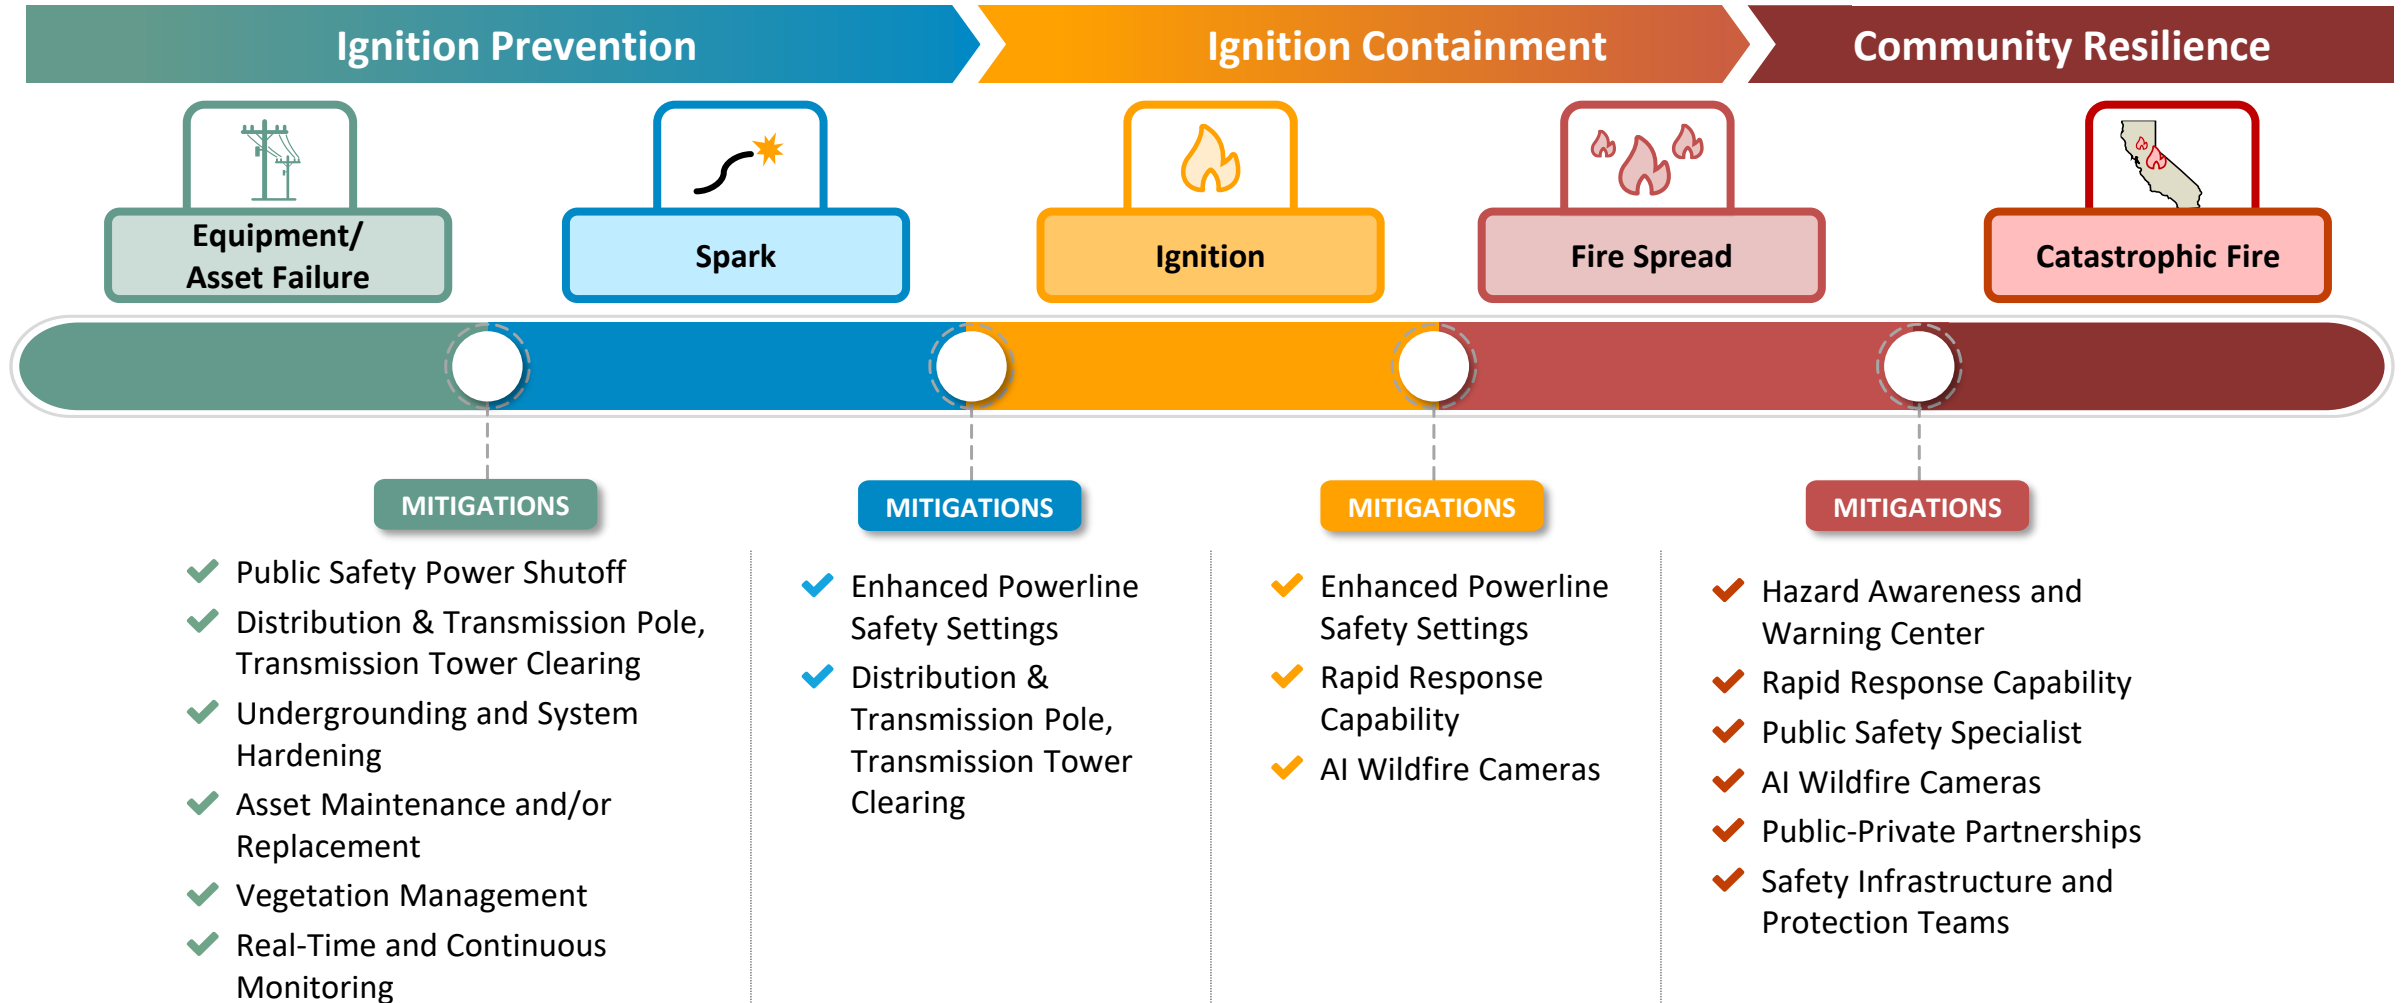 Ignition Prevention
Ignition Containment
Community Resilience
Equipment/
Asset Failure
Spark
Ignition
Fire Spread
Catastrophic Fire
MITIGATIONS
Public Safety Power Shutoff
Distribution & Transmission Pole,
Transmission Tower Clearing
Undergrounding and System
Hardening
Asset Maintenance and/or
Replacement
Vegetation Management
Real-Time and Continuous
Monitoring
MITIGATIONS
Enhanced Powerline
Safety Settings
Distribution &
Transmission Pole,
Transmission Tower
Clearing
MITIGATIONS
Enhanced Powerline
Safety Settings
Rapid Response
Capability
AI Wildfire Cameras
MITIGATIONS
Hazard Awareness and
Warning Center
Rapid Response Capability
Public Safety Specialist
AI Wildfire Cameras
Public-Private Partnerships
Safety Infrastructure and
Protection Teams